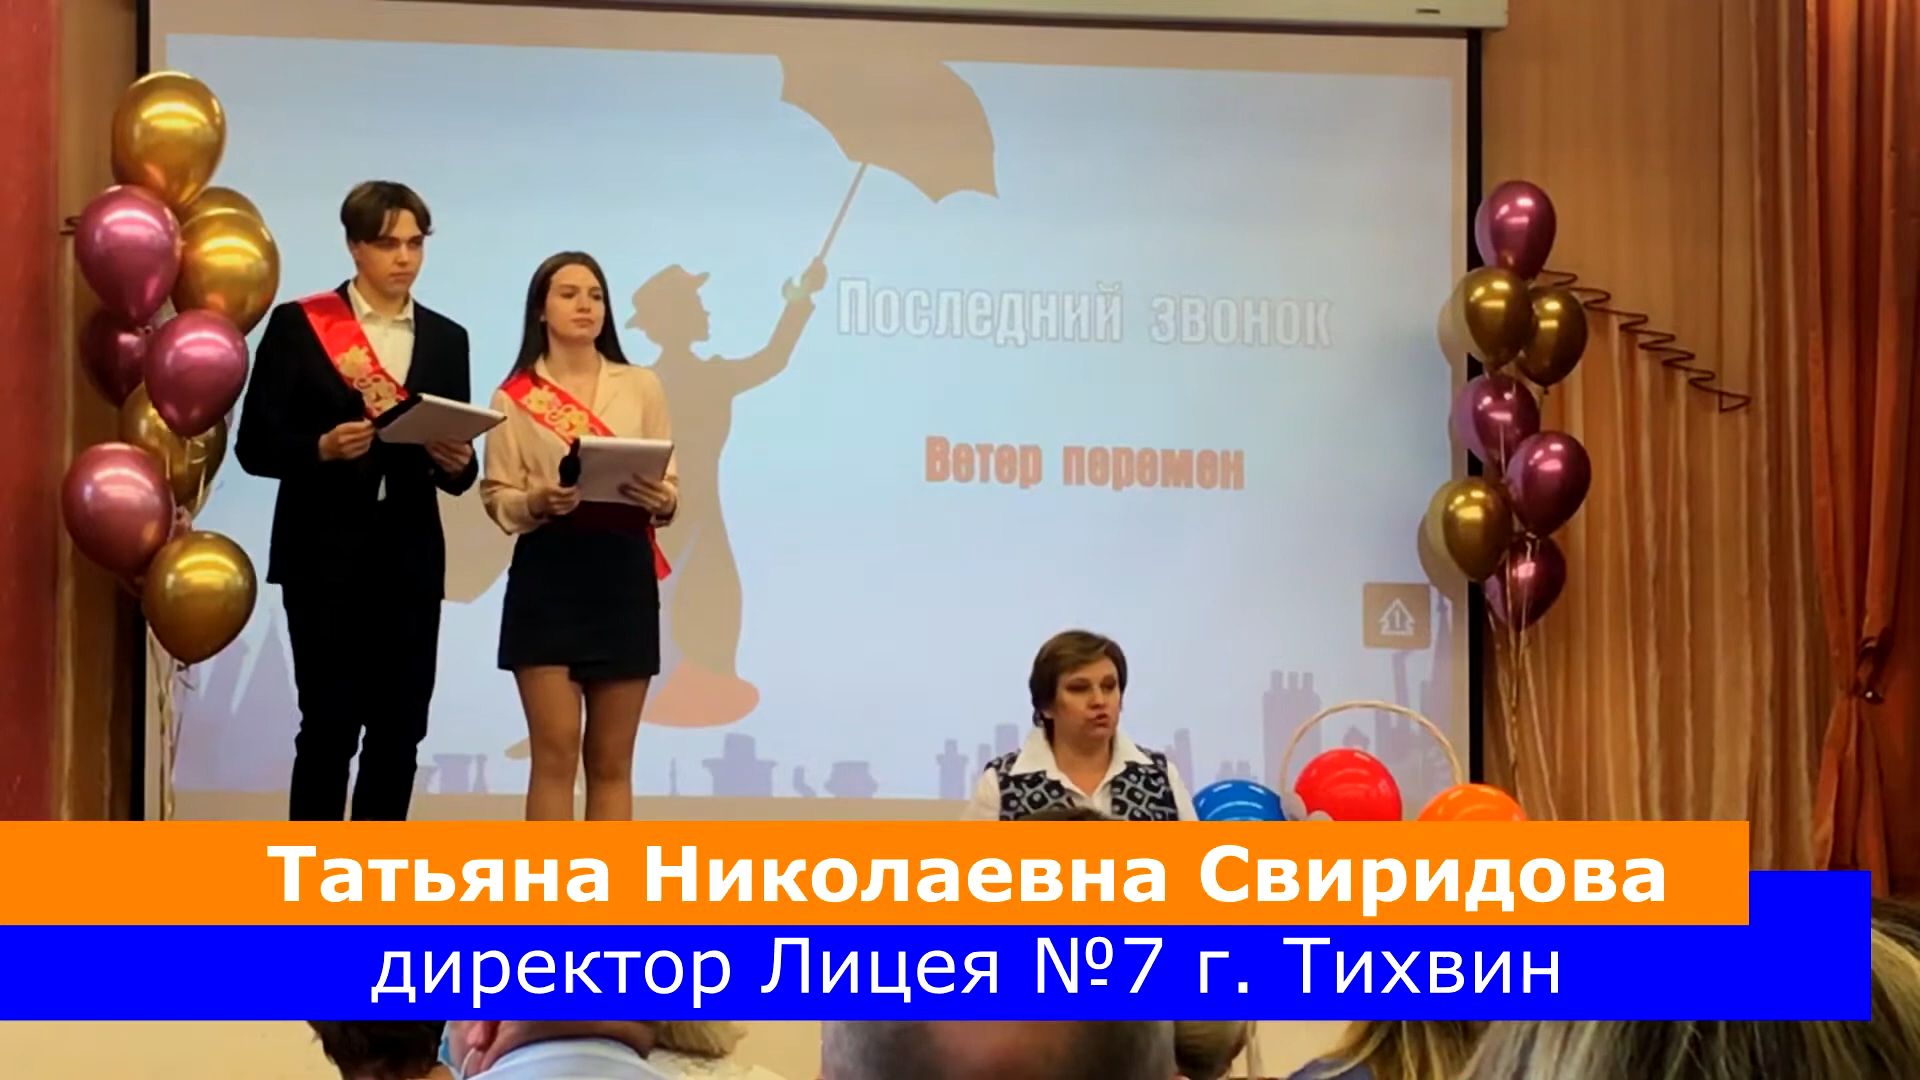 Последний звонок
Ветер перемен
Татьяна Николаевна Свиридова
директор Лицея №7 г. Тихвин